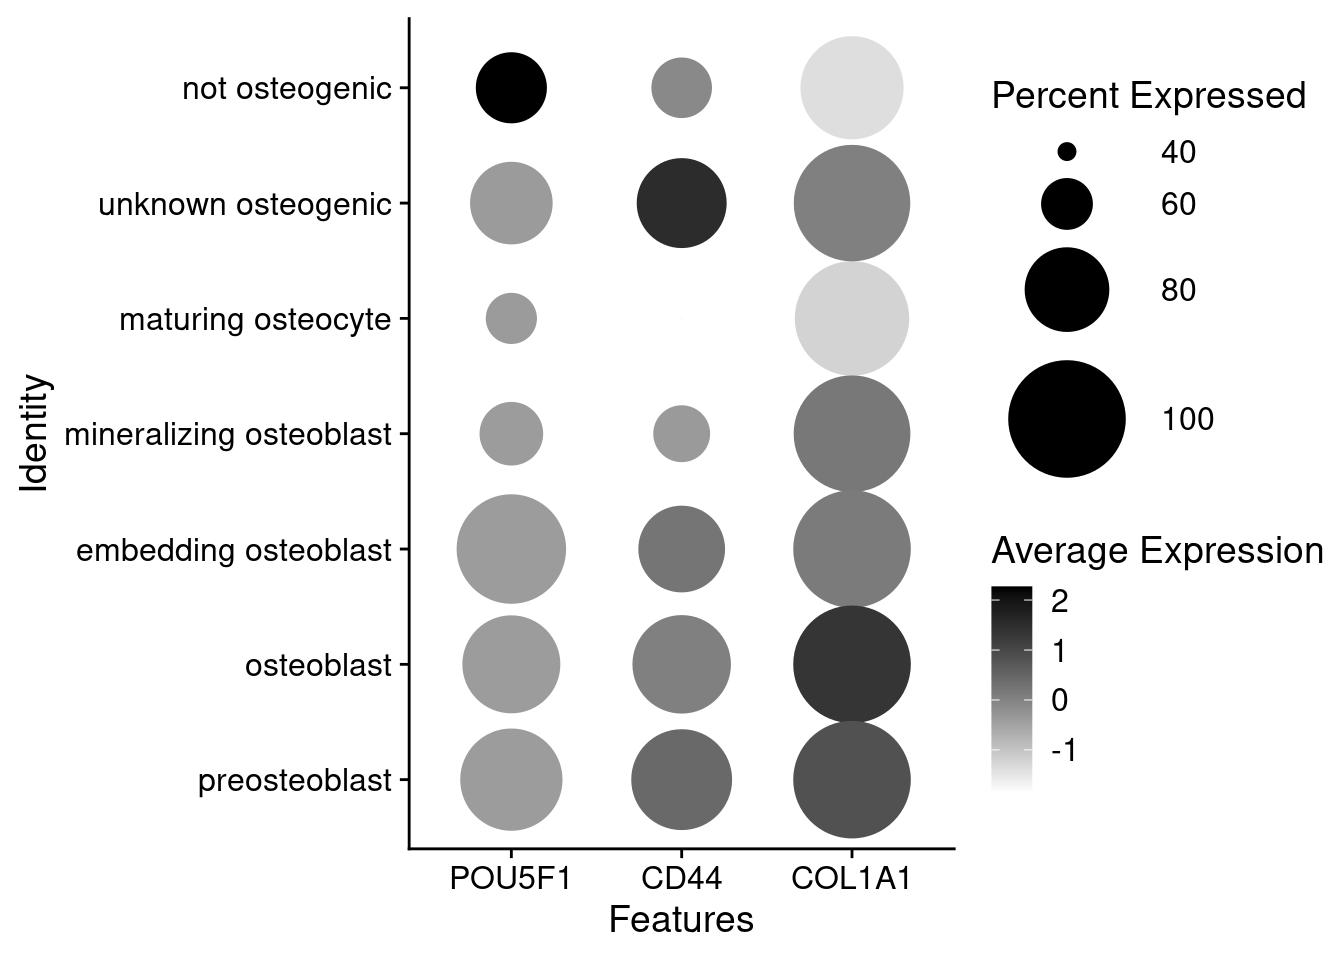 not osteogenic
unknown osteogenic
maturing osteocyte
mineralizing osteoblast
embedding osteoblast
osteoblast
preosteoblast
Identity
POU5F1 CD44 COL1A1
Features
Percent Expressed
40
60
80
100
Average Expression
2
1
0
-1